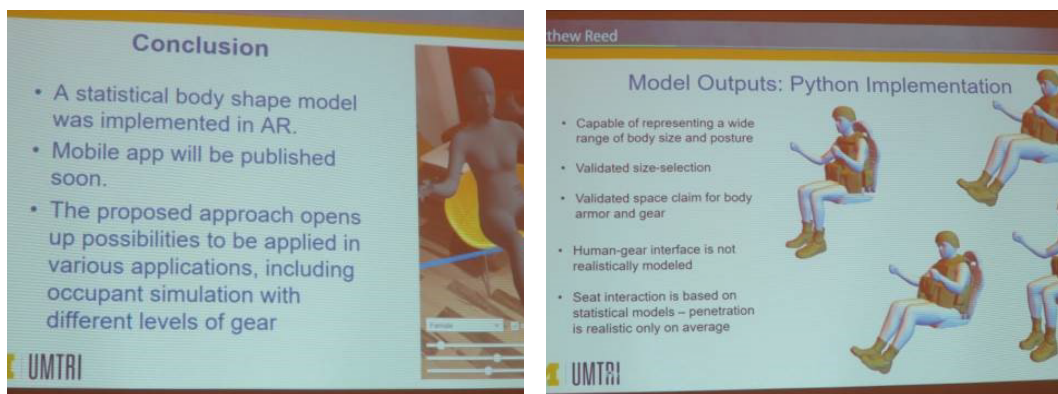 Conclusion
• A statistical body shape model
was implemented in AR.
• Mobile app will be published
soon.
• The proposed approach opens
up possibilities to be applied in
various applications, including
occupant simulation with
different levels of gear
Female
UMTRI
thew Reed
Model Outputs: Python Implementation
• Capable of representing a wide
range of body size and posture
• Validated size-selection
• Validated space claim for body
armor and gear
• Human-gear interface is not
realistically modeled
• Seat interaction is based on
statistical models – penetration
is realistic only on average
UMTRI